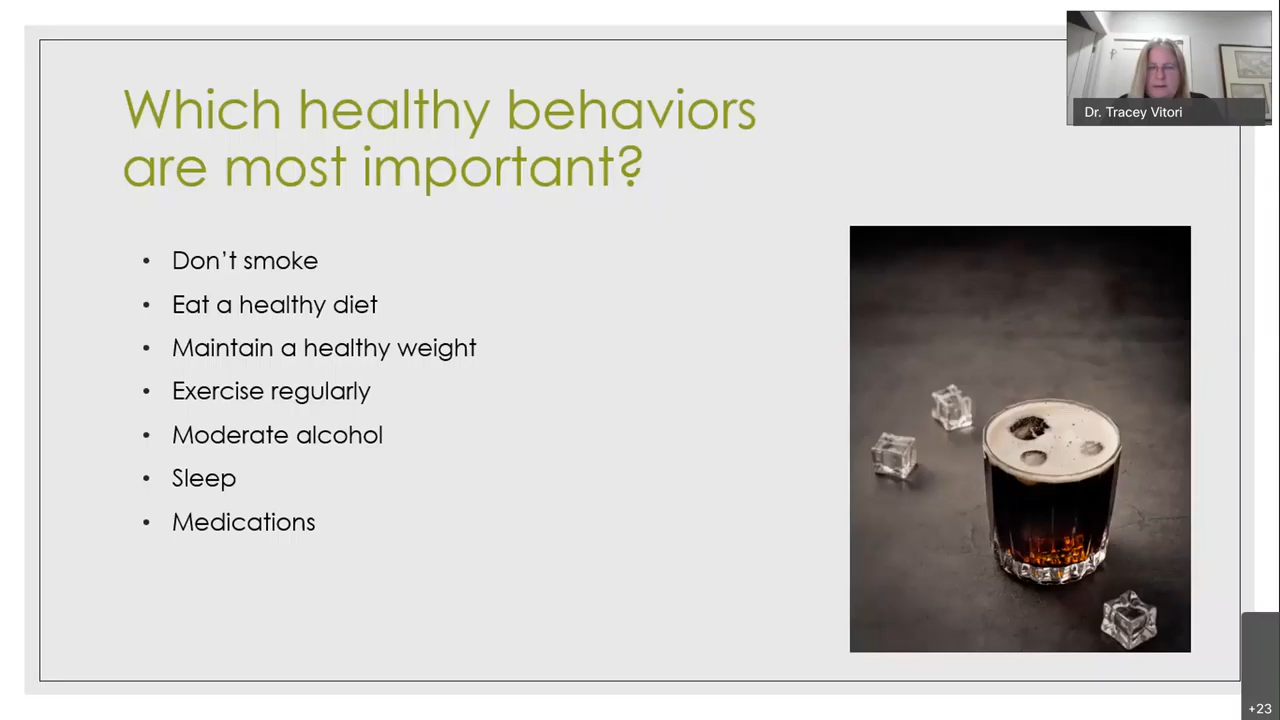 Which healthy behaviors
are most important?
• Don’t smoke
• Eat a healthy diet
• Maintain a healthy weight
• Exercise regularly
• Moderate alcohol
• Sleep
• Medications
Dr. Tracey Vitori
+23